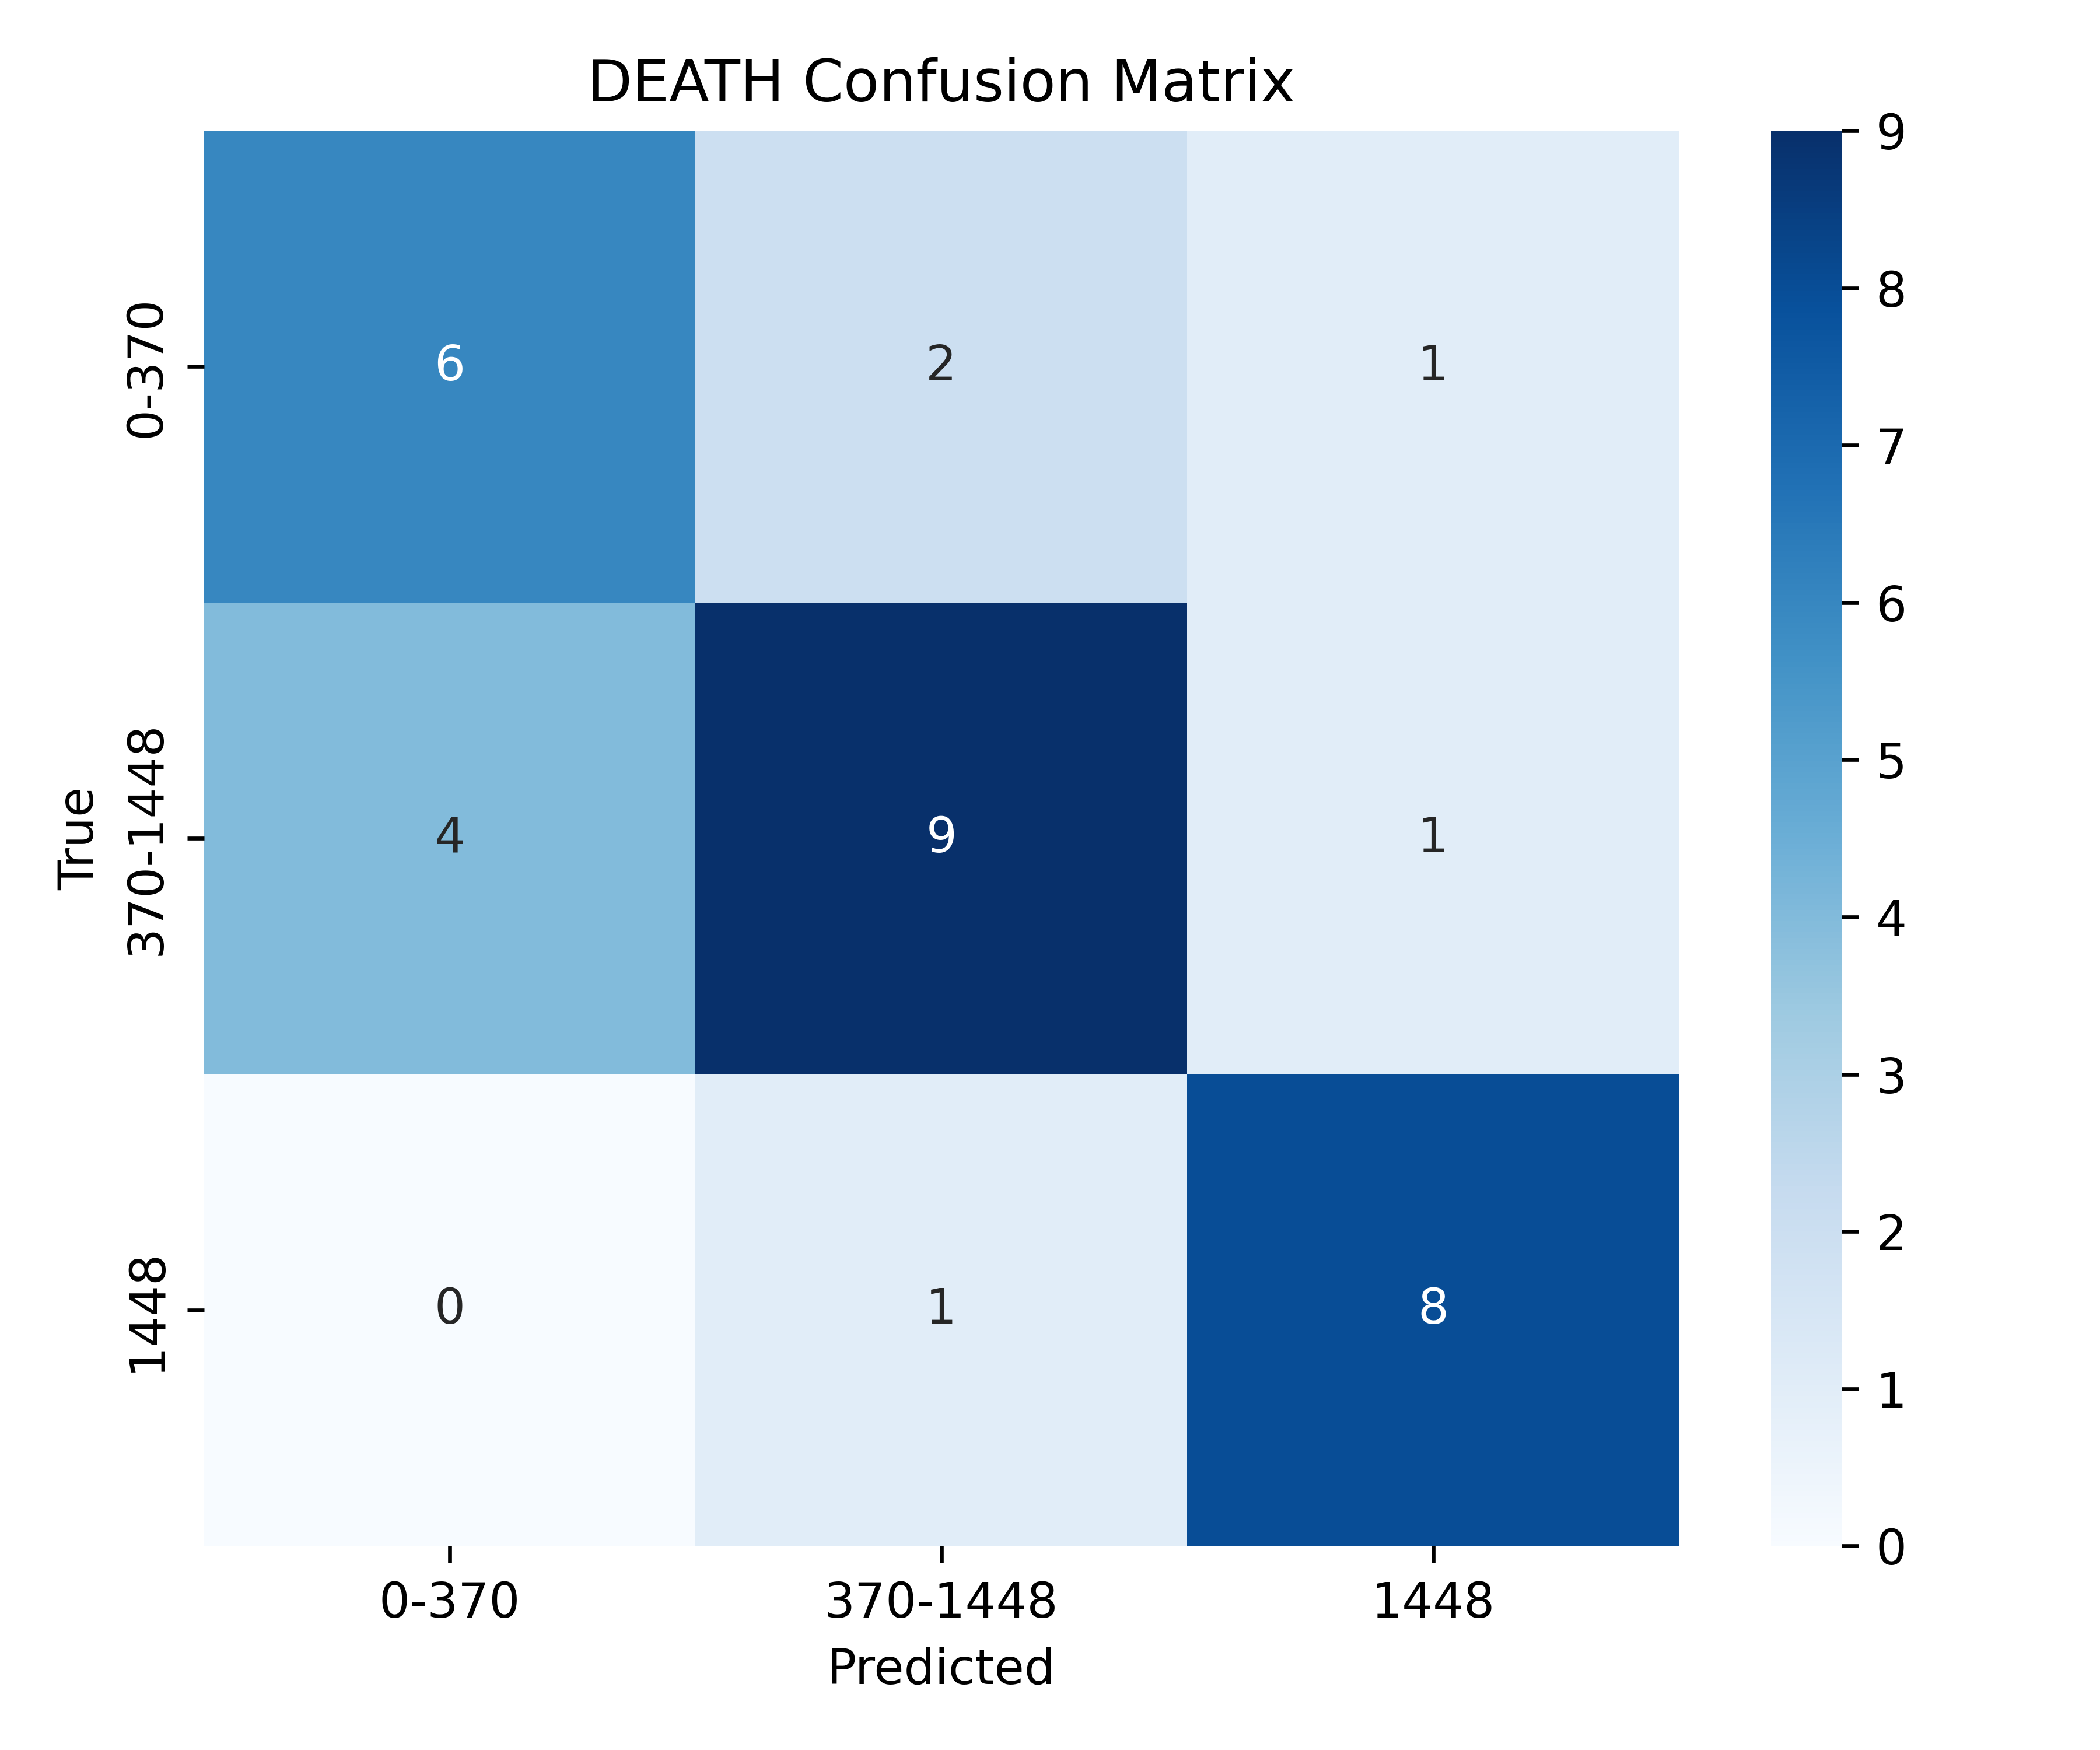 DEATH Confusion Matrix
True
0-370
6 2 1
370-1448
4 9 1
1448
0 1 8
0-370 370-1448 1448
Predicted
9
8
7
6
5
4
3
2
1
0